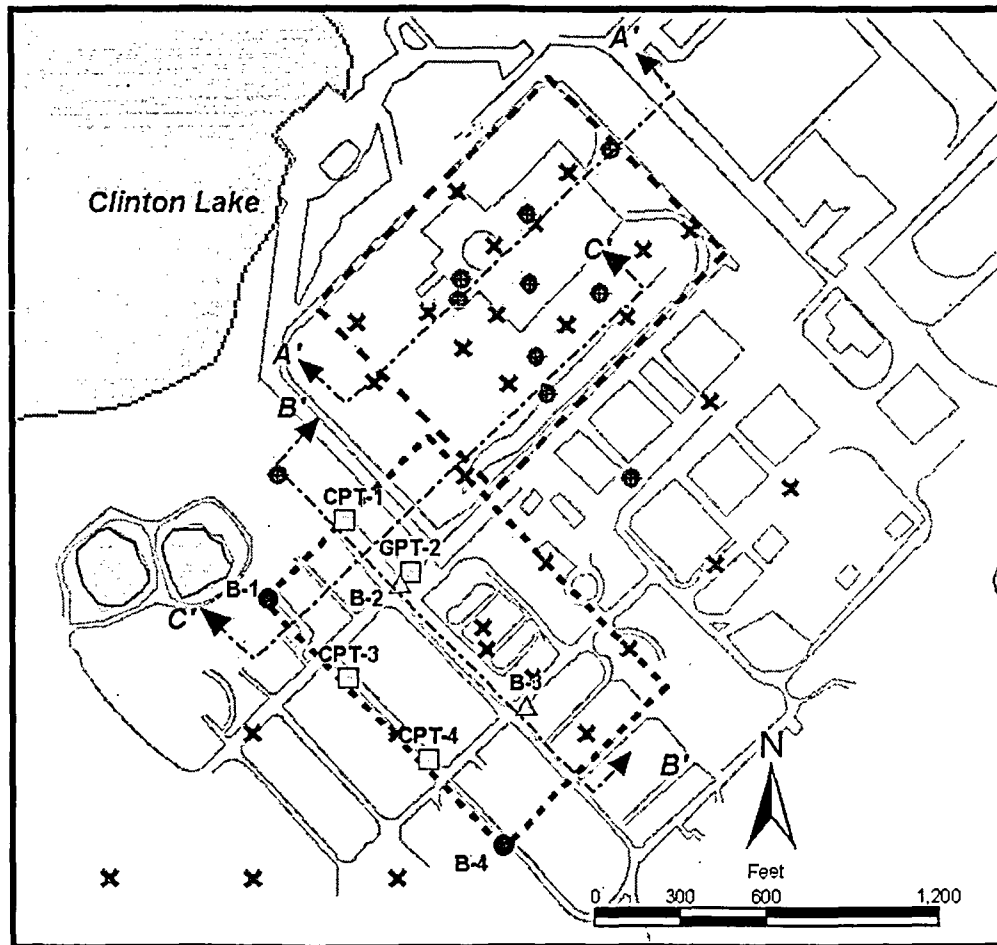 A'
Clinton Lake
C'
A'
B'
CPT-1
GPT-2
B-1
B-2
C'
CPT-3
B-3
CPT-4
B'
N
B-4
Feet
0 300 600 1,200